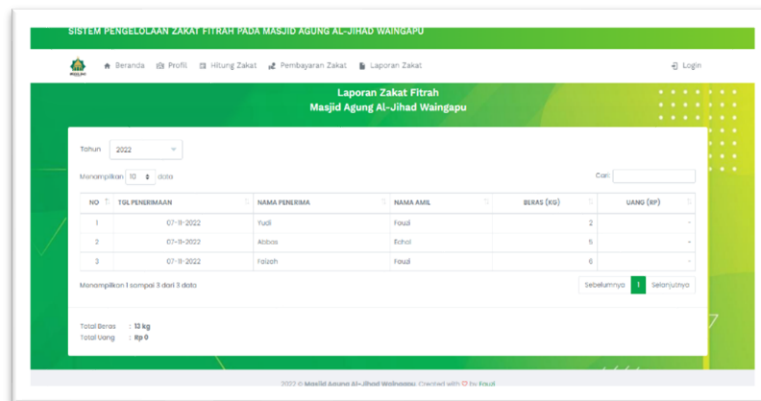 SISTEM PENGELOLAAN ZAKAT FITRAH PADA MASJID AGUNG AL-JIHAD WAINGAPU
Beranda Profil Hitung Zakat Pembayaran Zakat Laporan Zakat Login
Laporan Zakat Fitrah
Masjid Agung Al-Jihad Waingapu
Tahun 2022
Menampilkan 10 data Cari:
NO TGL PENERIMAAN NAMA PENERIMA NAMA AMIL BERAS (KG) UANG (RP)
1 07-11-2022 Yudi Fauzi 2 -
2 07-11-2022 Abbas Echal 5 -
3 07-11-2022 Faizah Fauzi 6 -
Menampilkan 1 sampai 3 dari 3 data Sebelumnya 1 Selanjutnya
Total Beras : 13 kg
Total Uang : Rp 0
2022 © Masjid Agung Al-Jihad Waingapu. Created with by Fauzi